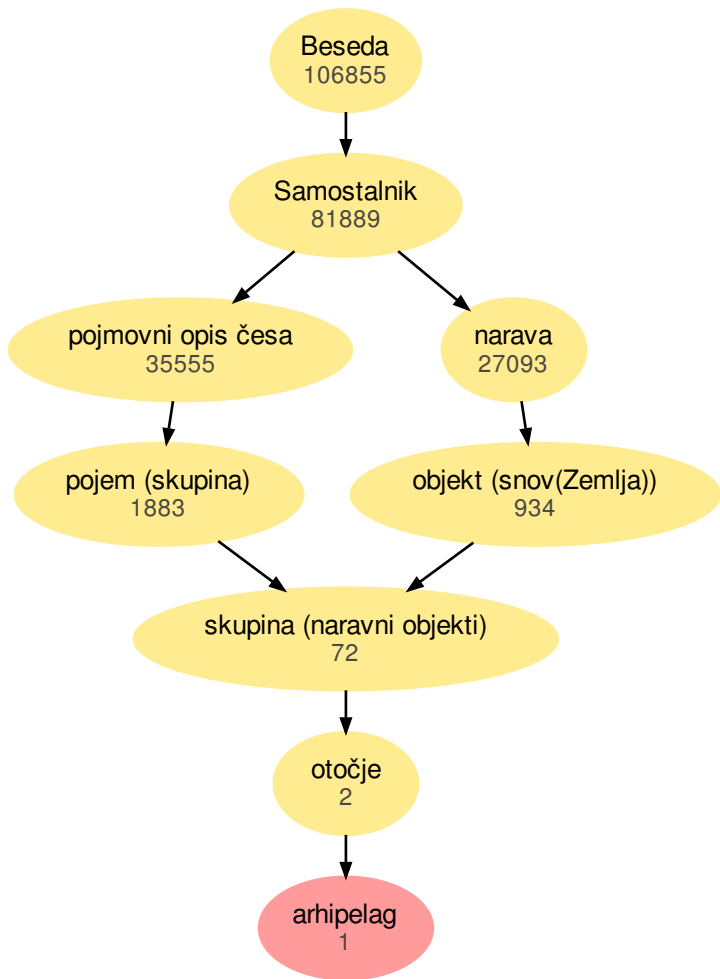 Beseda
106855
Samostalnik
81889
pojmovni opis česa
35555
narava
27093
pojem (skupina)
1883
objekt (snov(Zemlja))
934
skupina (naravni objekti)
72
otočje
2
arhipelag
1